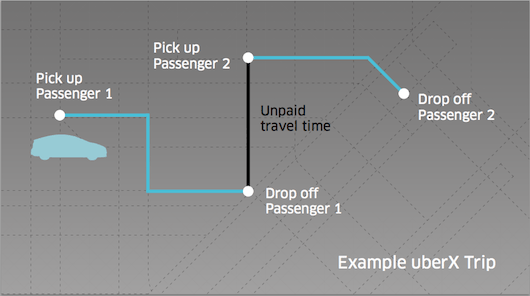 Pick up
Passenger 1
Pick up
Passenger 2
Unpaid
travel time
Drop off
Passenger 2
Drop off
Passenger 1
Example uberX Trip